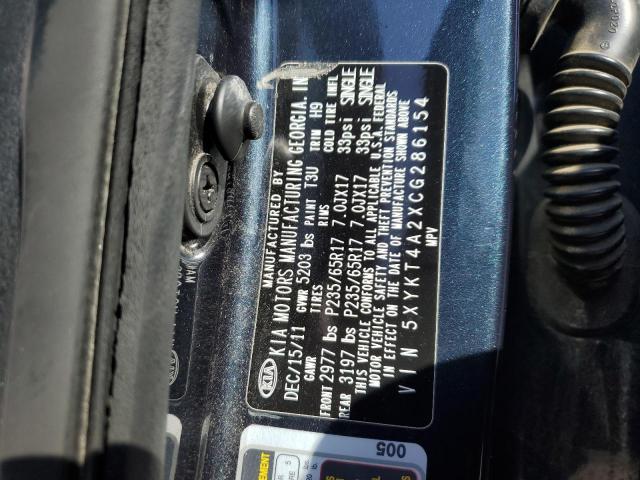 MANUFACTURED BY
KIA KIA MOTORS MANUFACTURING GEORGIA, IN
DEC/15/11 GVWR 5203 lbs PAINT T3U TRIM H9
GAWR TIRES RIMS COLD TIRE INFL
FRONT 2977 lbs P235/65R17 7.0JX17 33psi SINGLE
REAR 3197 lbs P235/65R17 7.0JX17 33psi SINGLE
THIS VEHICLE CONFORMS TO ALL APPLICABLE U.S.A. FEDERAL
MOTOR VEHICLE SAFETY AND THEFT PREVENTION STANDARDS
IN EFFECT ON THE DATE OF MANUFACTURE SHOWN ABOVE
VIN 5XYKT4A2XCG286154
MPV
005